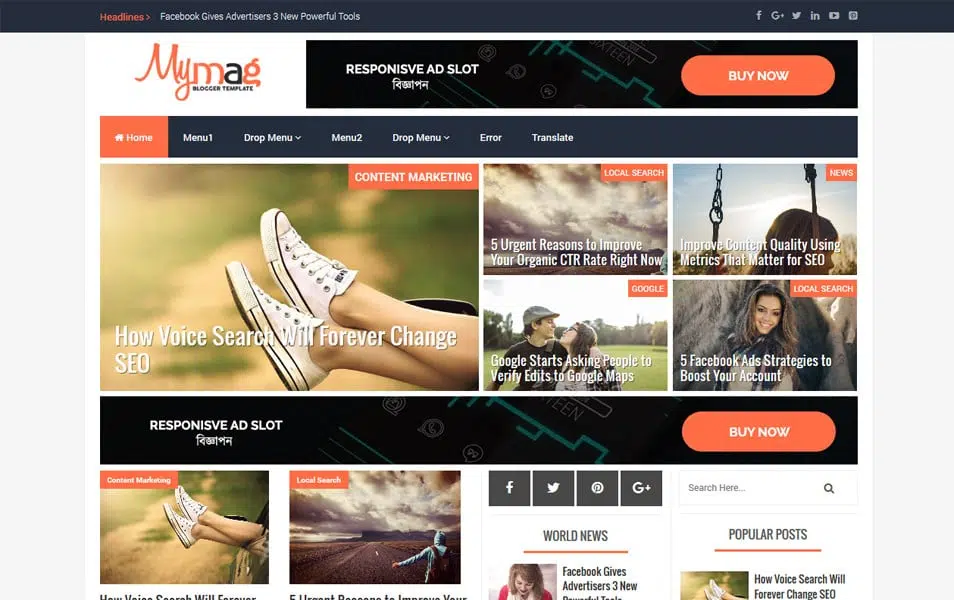 Headlines > Facebook Gives Advertisers 3 New Powerful Tools
Mymag
BLOGGER TEMPLATE
RESPONISVE AD SLOT
বিজ্ঞাপন
BUY NOW
Home Menu1 Drop Menu Menu2 Drop Menu Error Translate
CONTENT MARKETING
How Voice Search Will Forever Change
SEO
LOCAL SEARCH
5 Urgent Reasons to Improve
Your Organic CTR Rate Right Now
NEWS
Improve Content Quality Using
Metrics That Matter for SEO
GOOGLE
Google Starts Asking People to
Verify Edits to Google Maps
LOCAL SEARCH
5 Facebook Ads Strategies to
Boost Your Account
SIXTEEN
RESPONISVE AD SLOT
বিজ্ঞাপন
BUY NOW
Content Marketing
How Voice Search Will Forever
Local Search
5 Urgent Reasons to Improve Your
WORLD NEWS
Facebook Gives
Advertisers 3 New
Powerful Tools
Search Here...
POPULAR POSTS
How Voice Search Will
Forever Change SEO